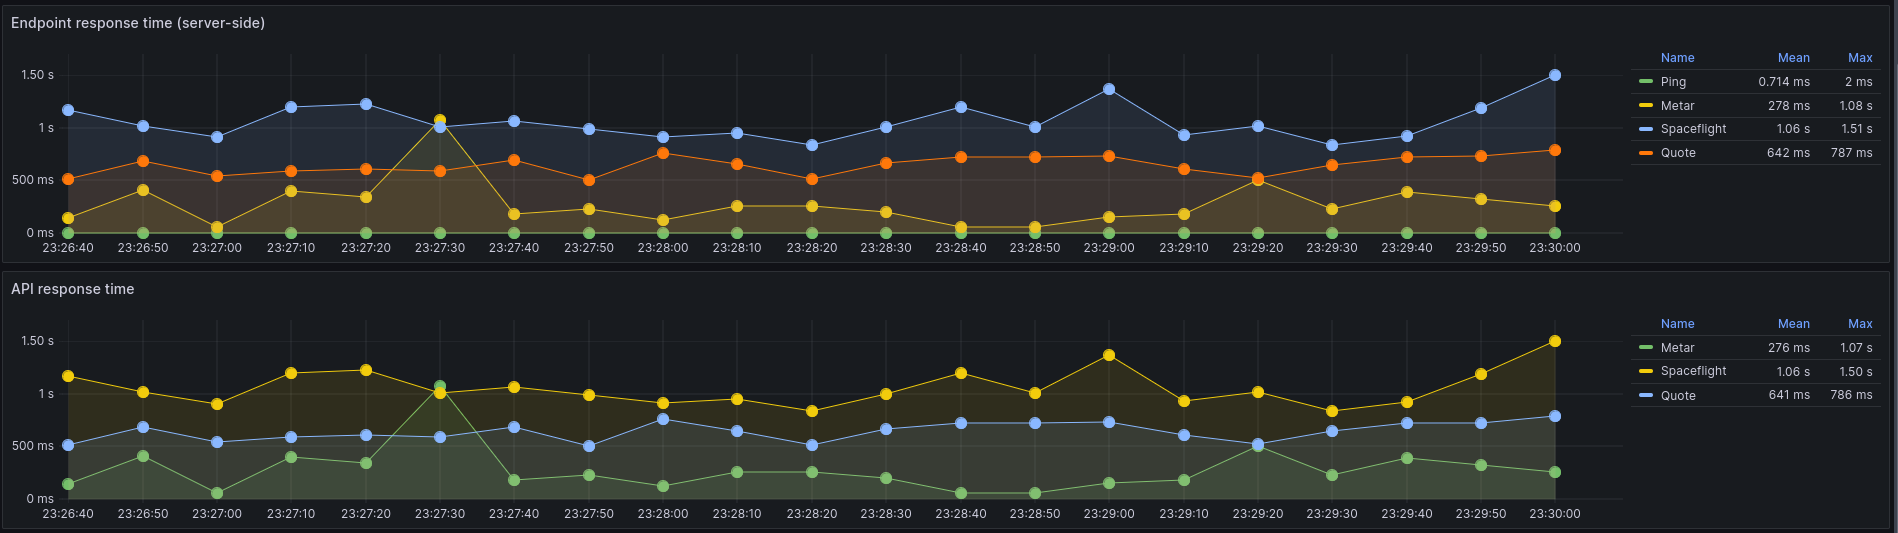 Endpoint response time (server-side)
Name Mean Max
1.50 s
Ping 0.714 ms 2 ms
Metar 278 ms 1.08 s
1 s
Spaceflight 1.06 s 1.51 s
Quote 642 ms 787 ms
500 ms
0 ms
23:26:40 23:26:50 23:27:00 23:27:10 23:27:20 23:27:30 23:27:40 23:27:50 23:28:00 23:28:10 23:28:20 23:28:30 23:28:40 23:28:50 23:29:00 23:29:10 23:29:20 23:29:30 23:29:40 23:29:50 23:30:00
API response time
Name Mean Max
1.50 s
Metar 276 ms 1.07 s
Spaceflight 1.06 s 1.50 s
1 s
Quote 641 ms 786 ms
500 ms
0 ms
23:26:40 23:26:50 23:27:00 23:27:10 23:27:20 23:27:30 23:27:40 23:27:50 23:28:00 23:28:10 23:28:20 23:28:30 23:28:40 23:28:50 23:29:00 23:29:10 23:29:20 23:29:30 23:29:40 23:29:50 23:30:00